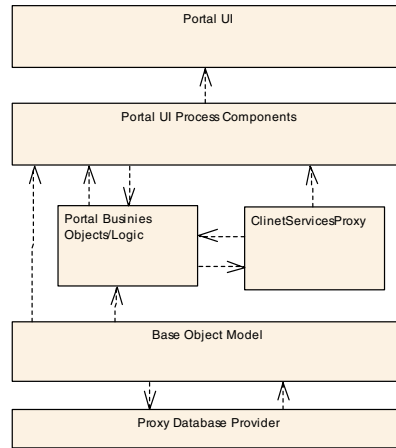 Portal UI
Portal UI Process Components
Portal Businies
Objects/Logic
ClinetServicesProxy
Base Object Model
Proxy Database Provider